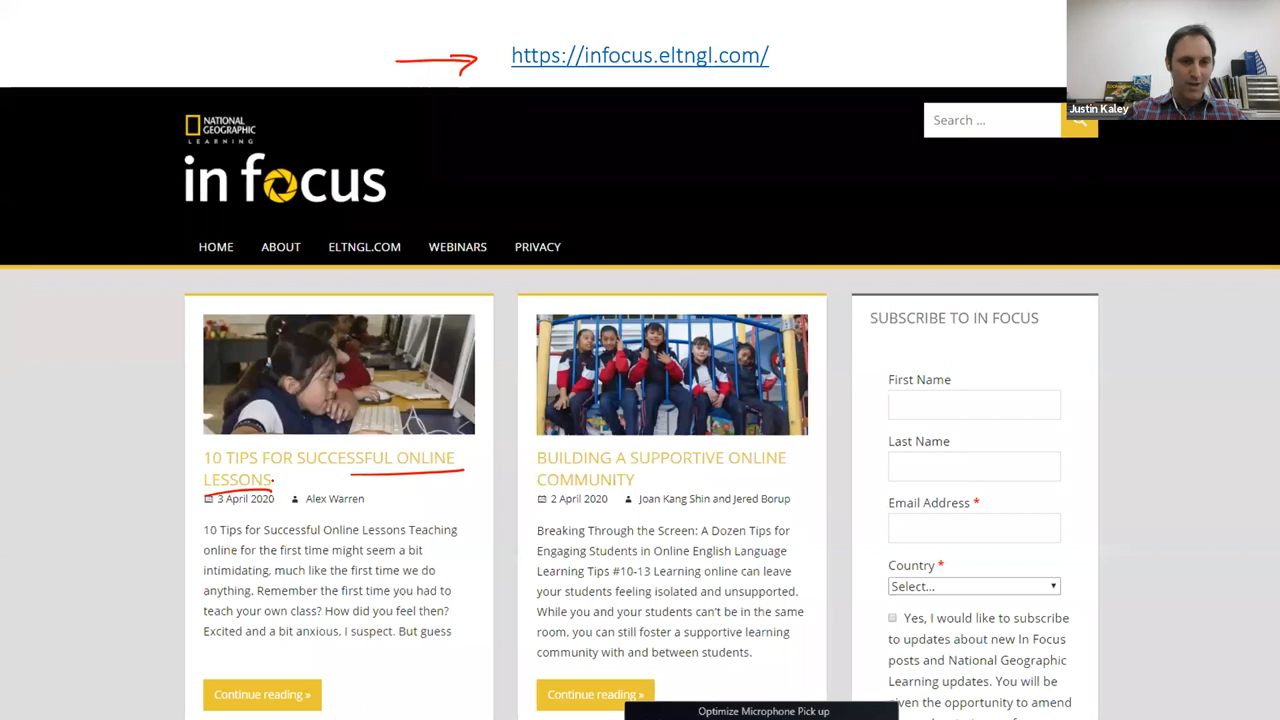 https://infocus.eltngl.com/
Justin Kaley
NATIONAL
GEOGRAPHIC
LEARNING
in focus
Search ...
HOME ABOUT ELTNGL.COM WEBINARS PRIVACY
10 TIPS FOR SUCCESSFUL ONLINE
LESSONS
3 April 2020 Alex Warren
10 Tips for Successful Online Lessons Teaching
online for the first time might seem a bit
intimidating, much like the first time we do
anything. Remember the first time you had to
teach your own class? How did you feel then?
Excited and a bit anxious, I suspect. But guess
Continue reading »
BUILDING A SUPPORTIVE ONLINE
COMMUNITY
2 April 2020 Joan Kang Shin and Jered Borup
Breaking Through the Screen: A Dozen Tips for
Engaging Students in Online English Language
Learning Tips #10-13 Learning online can leave
your students feeling isolated and unsupported.
While you and your students can't be in the same
room, you can still foster a supportive learning
community with and between students.
Continue reading »
SUBSCRIBE TO IN FOCUS
First Name
Last Name
Email Address *
Country *
Select...
Yes, I would like to subscribe
to updates about new In Focus
posts and National Geographic
Learning updates. You will be
given the opportunity to amend
Optimize Microphone Pick up